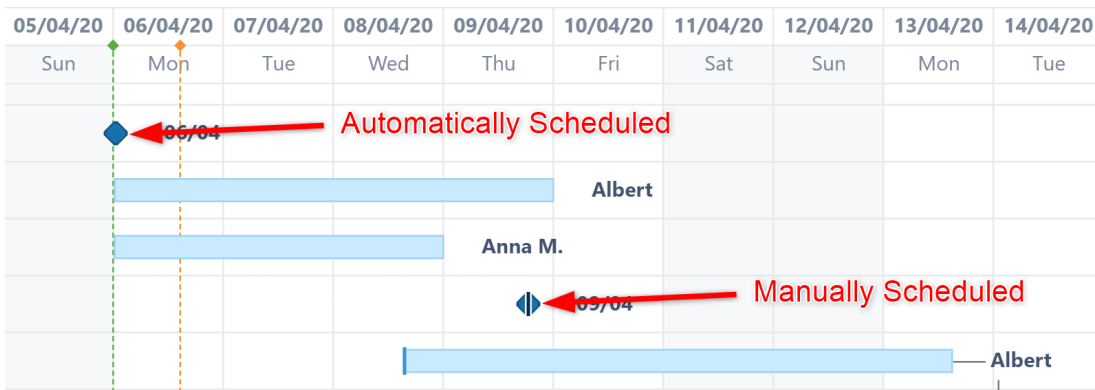 05/04/20 06/04/20 07/04/20 08/04/20 09/04/20 10/04/20 11/04/20 12/04/20 13/04/20 14/04/20
Sun Mon Tue Wed Thu Fri Sat Sun Mon Tue
06/04 Automatically Scheduled
Albert
Anna M.
09/04 Manually Scheduled
Albert